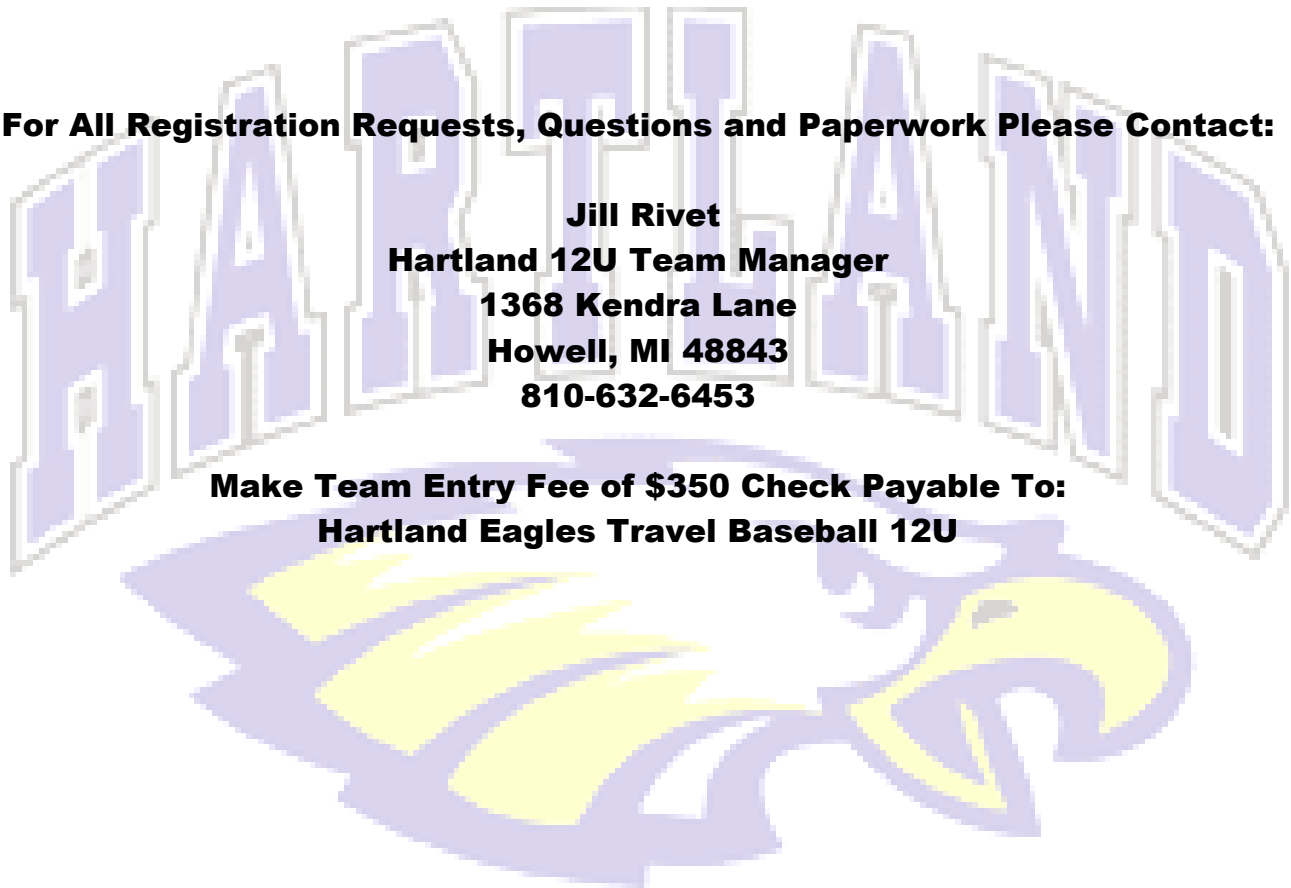 HARTLAND
For All Registration Requests, Questions and Paperwork Please Contact:
Jill Rivet
Hartland 12U Team Manager
1368 Kendra Lane
Howell, MI 48843
810-632-6453
Make Team Entry Fee of $350 Check Payable To:
Hartland Eagles Travel Baseball 12U